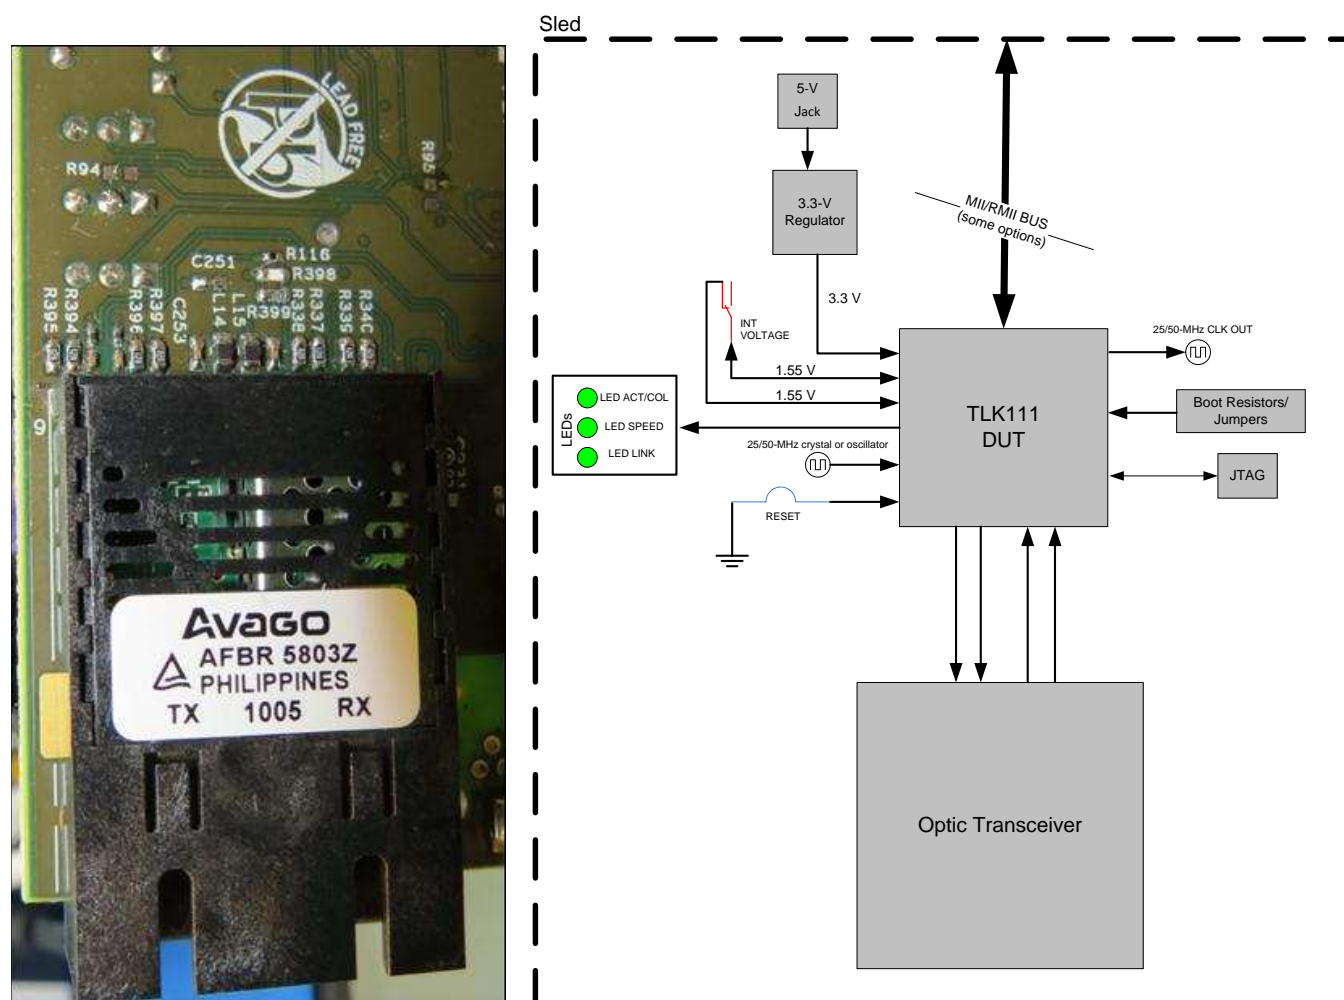 LEAD FREE
R94
R95
C251
R116
R398
R399
R395
R394
R396
R397
C253
L14
L15
R338
R337
R339
R340
9
AVAGO
AFBR 5803Z
PHILIPPINES
TX 1005 RX
Sled
5-V
Jack
3.3-V
Regulator
MII/RMII BUS
(some options)
3.3 V
INT
VOLTAGE
1.55 V
1.55 V
25/50-MHz CLK OUT
LEDs
LED ACT/COL
LED SPEED
LED LINK
TLK111
DUT
Boot Resistors/
Jumpers
25/50-MHz crystal or oscillator
JTAG
RESET
Optic Transceiver